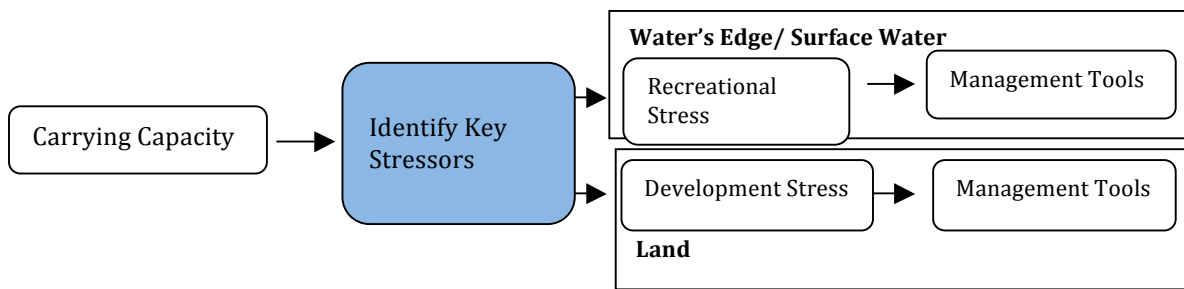 Carrying Capacity
Identify Key
Stressors
Water’s Edge/ Surface Water
Recreational
Stress
Management Tools
Development Stress
Management Tools
Land